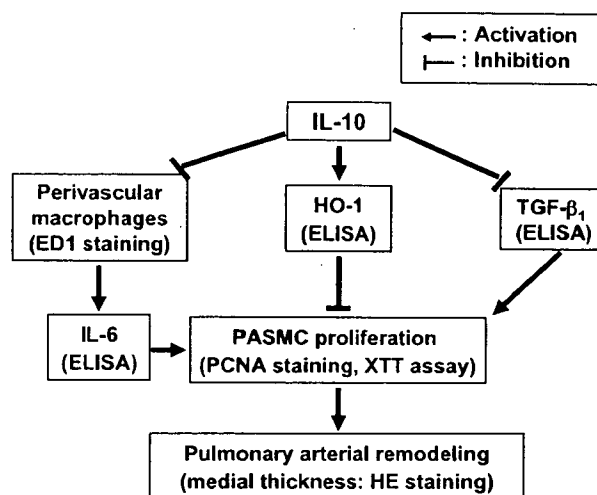 : Activation
: Inhibition
IL-10
Perivascular
macrophages
(ED1 staining)
HO-1
(ELISA)
TGF-β₁
(ELISA)
IL-6
(ELISA)
PASMC proliferation
(PCNA staining, XTT assay)
Pulmonary arterial remodeling
(medial thickness: HE staining)